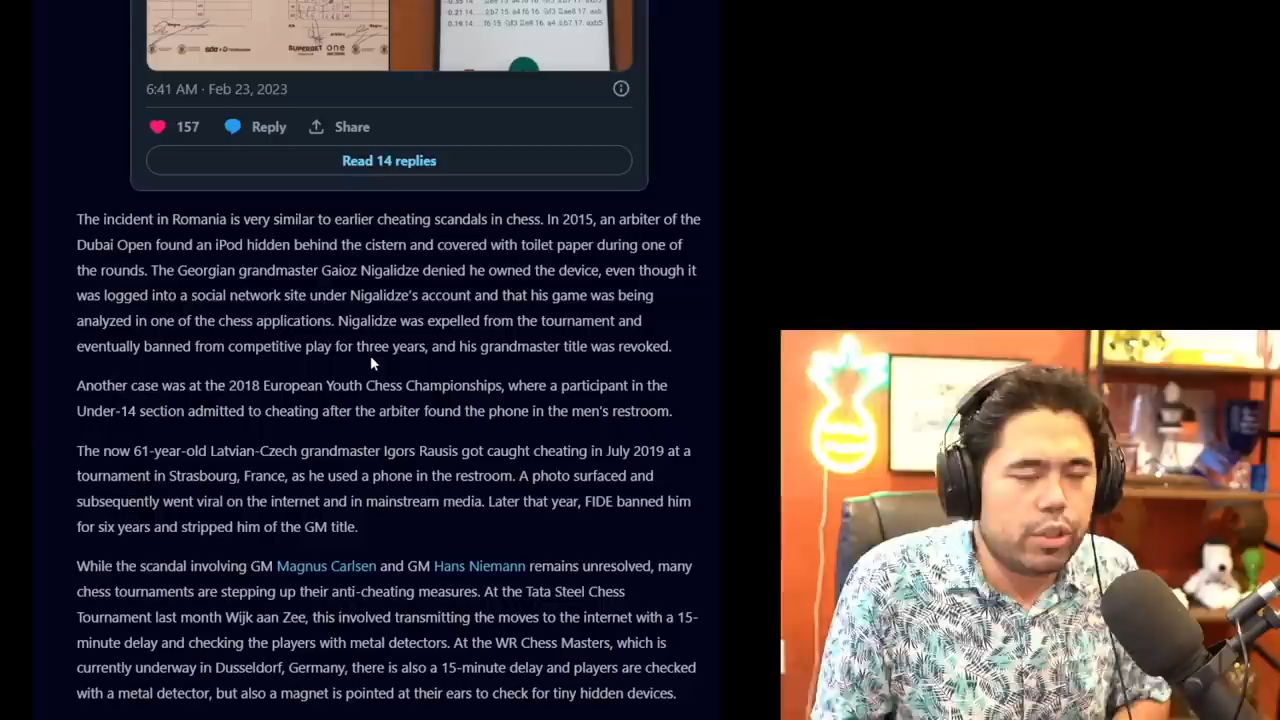 SUPERBET one
6:41 AM · Feb 23, 2023
157 Reply Share
Read 14 replies
The incident in Romania is very similar to earlier cheating scandals in chess. In 2015, an arbiter of the
Dubai Open found an iPod hidden behind the cistern and covered with toilet paper during one of
the rounds. The Georgian grandmaster Gaioz Nigalidze denied he owned the device, even though it
was logged into a social network site under Nigalidze's account and that his game was being
analyzed in one of the chess applications. Nigalidze was expelled from the tournament and
eventually banned from competitive play for three years, and his grandmaster title was revoked.
Another case was at the 2018 European Youth Chess Championships, where a participant in the
Under-14 section admitted to cheating after the arbiter found the phone in the men's restroom.
The now 61-year-old Latvian-Czech grandmaster Igors Rausis got caught cheating in July 2019 at a
tournament in Strasbourg, France, as he used a phone in the restroom. A photo surfaced and
subsequently went viral on the internet and in mainstream media. Later that year, FIDE banned him
for six years and stripped him of the GM title.
While the scandal involving GM Magnus Carlsen and GM Hans Niemann remains unresolved, many
chess tournaments are stepping up their anti-cheating measures. At the Tata Steel Chess
Tournament last month Wijk aan Zee, this involved transmitting the moves to the internet with a 15-
minute delay and checking the players with metal detectors. At the WR Chess Masters, which is
currently underway in Dusseldorf, Germany, there is also a 15-minute delay and players are checked
with a metal detector, but also a magnet is pointed at their ears to check for tiny hidden devices.